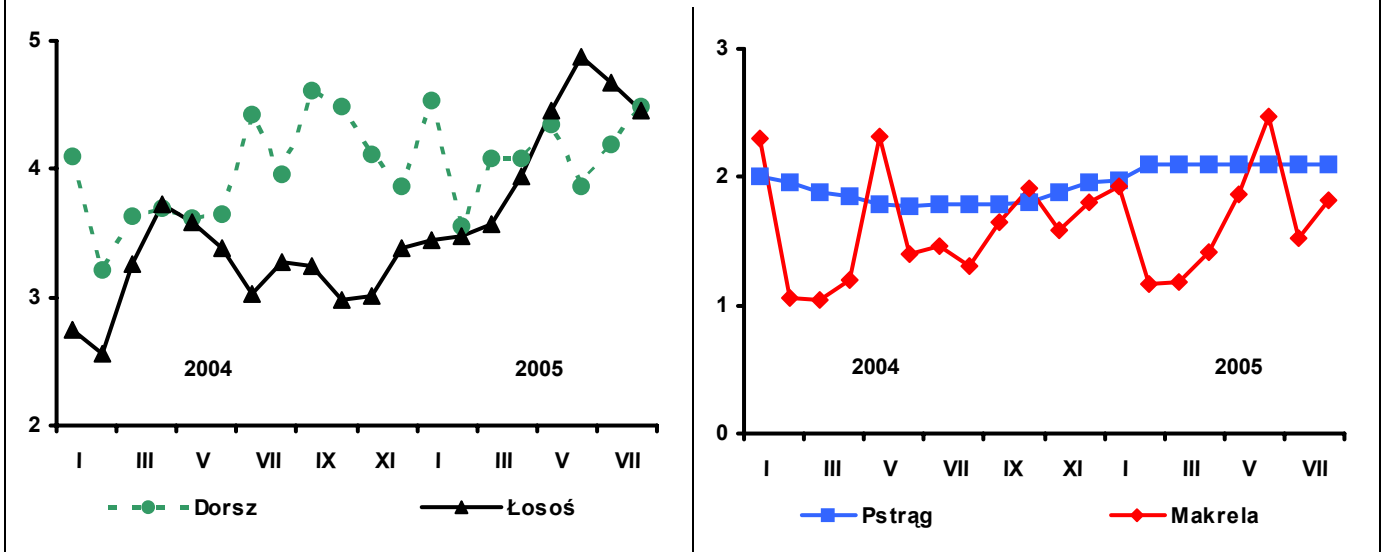 5
4
3
2
2004 2005
I III V VII IX XI I III V VII
Dorsz Łosoś
3
2
1
0
2004 2005
I III V VII IX XI I III V VII
Pstrąg Makrela